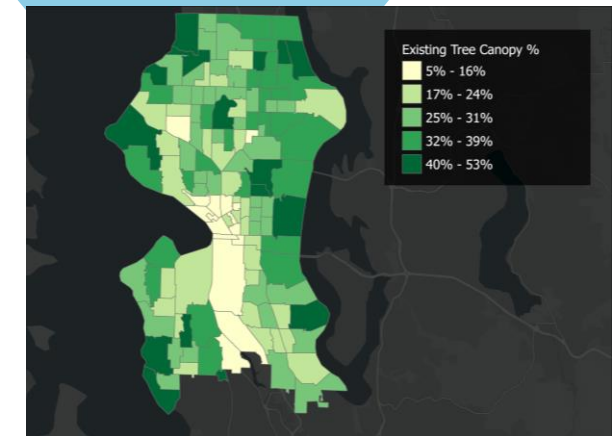 Existing Tree Canopy %
5% - 16%
17% - 24%
25% - 31%
32% - 39%
40% - 53%